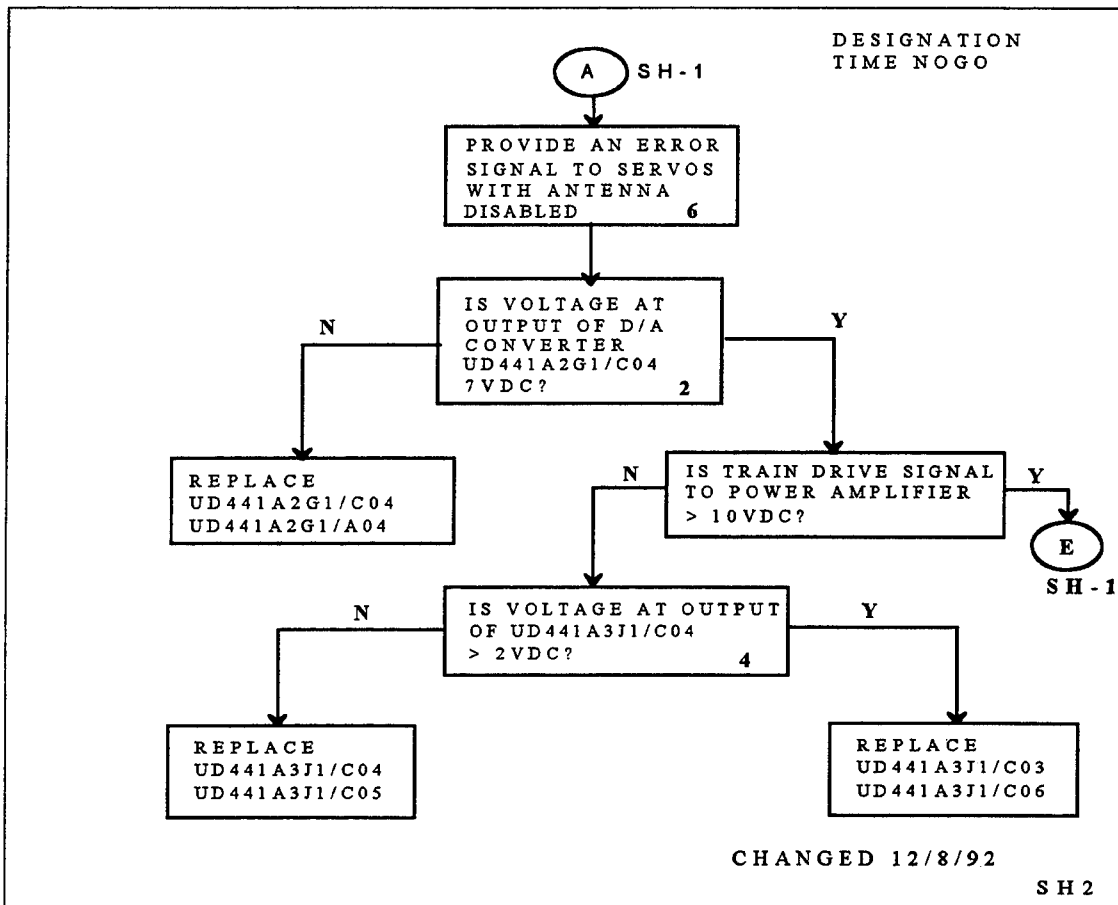 DESIGNATION
TIME NOGO
A SH-1
PROVIDE AN ERROR
SIGNAL TO SERVOS
WITH ANTENNA
DISABLED 6
IS VOLTAGE AT
OUTPUT OF D/A
CONVERTER
UD441A2G1/C04
7VDC? 2
N
Y
REPLACE
UD441A2G1/C04
UD441A2G1/A04
IS TRAIN DRIVE SIGNAL
TO POWER AMPLIFIER
> 10VDC?
N
Y
E
SH-1
IS VOLTAGE AT OUTPUT
OF UD441A3J1/C04
> 2VDC? 4
N
Y
REPLACE
UD441A3J1/C04
UD441A3J1/C05
REPLACE
UD441A3J1/C03
UD441A3J1/C06
CHANGED 12/8/92
SH2